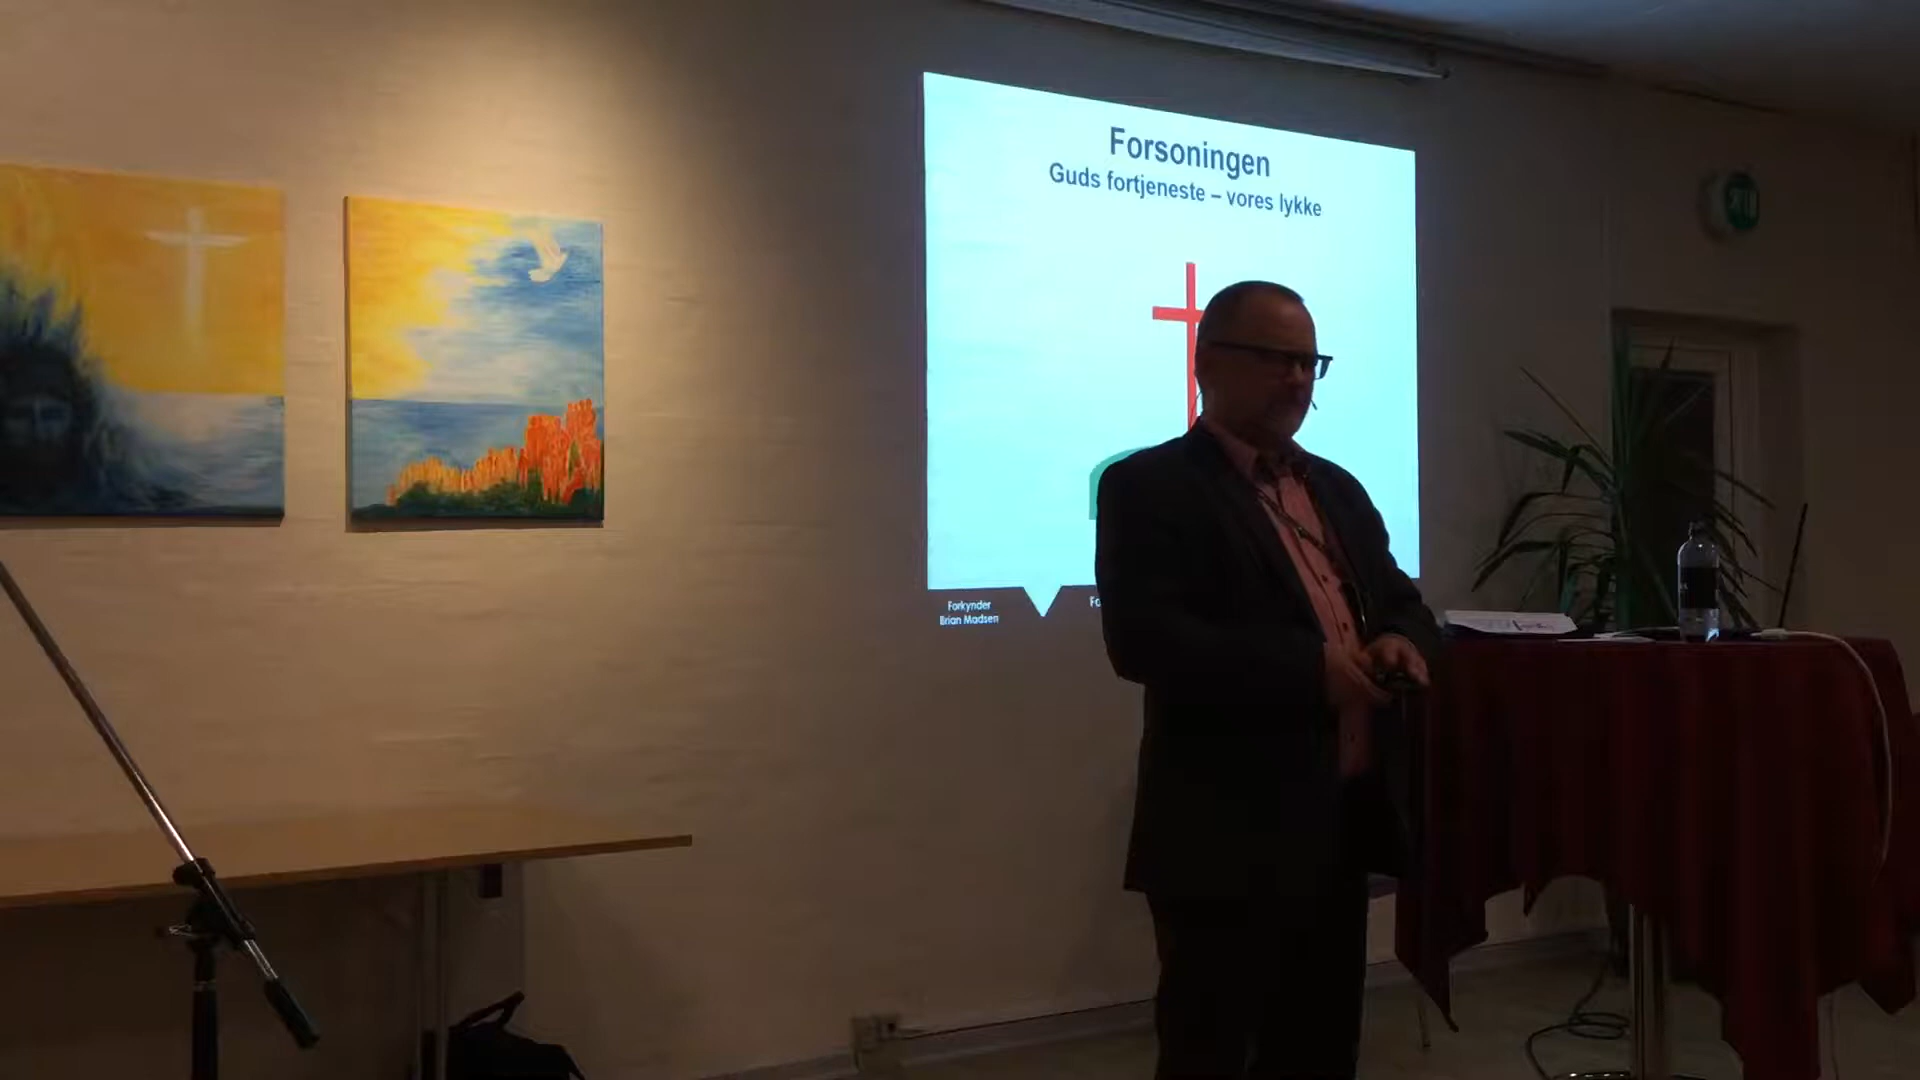 Forsoningen
Guds fortjeneste – vores lykke
Forkynder
Brian Madsen